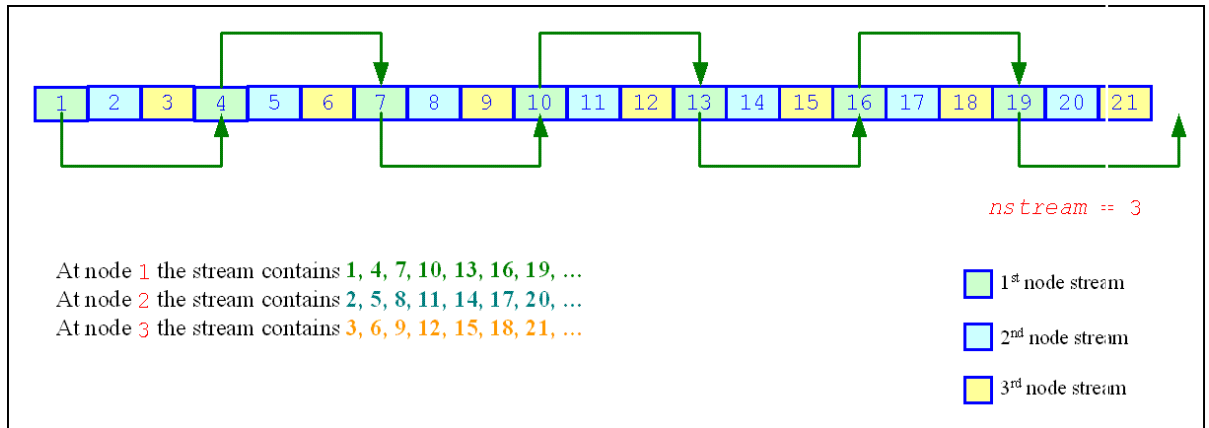 1 2 3 4 5 6 7 8 9 10 11 12 13 14 15 16 17 18 19 20 21
nstream = 3
At node 1 the stream contains 1, 4, 7, 10, 13, 16, 19, ...
At node 2 the stream contains 2, 5, 8, 11, 14, 17, 20, ...
At node 3 the stream contains 3, 6, 9, 12, 15, 18, 21, ...
1st node stream
2nd node stream
3rd node stream